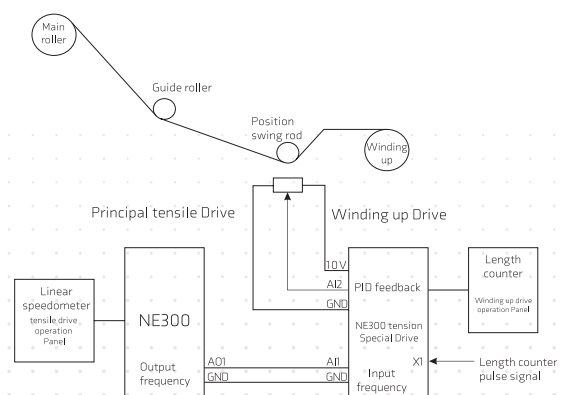 Main
roller
Guide roller
Position
swing rod
Winding
up
Principal tensile Drive
Winding up Drive
Linear
speedometer
tensile drive
operation
Panel
NE300
Output
frequency
AO1
GND
10V
AI2
GND
AI1
GND
PID feedback
NE300 tension
Special Drive
X1
Input
frequency
Length
counter
Winding up drive
operation Panel
Length counter
pulse signal